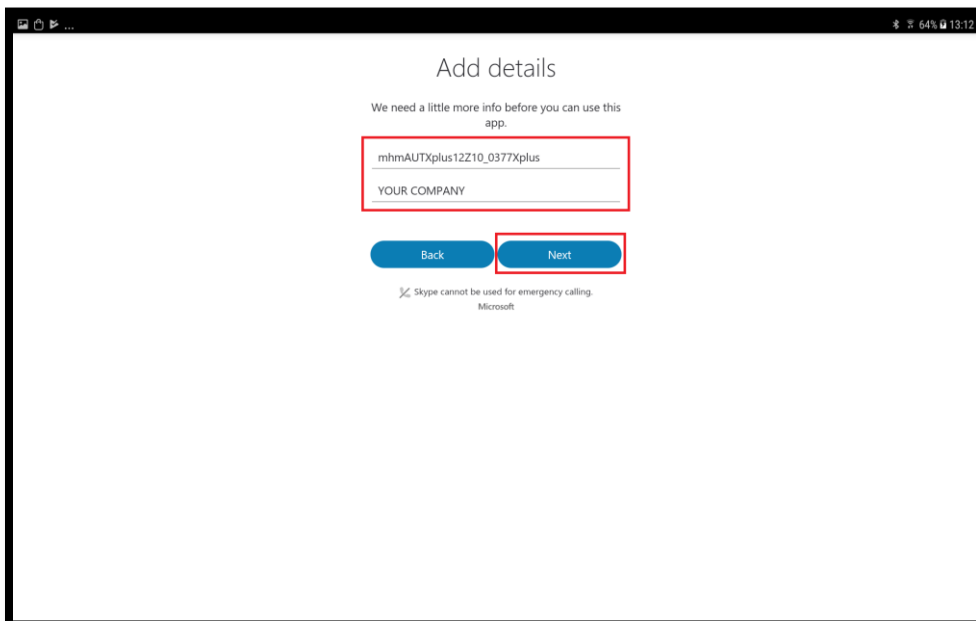 ... 64% 13:12
Add details
We need a little more info before you can use this
app.
mhmAUTXplus12Z10_0377Xplus
YOUR COMPANY
Back Next
Skype cannot be used for emergency calling.
Microsoft